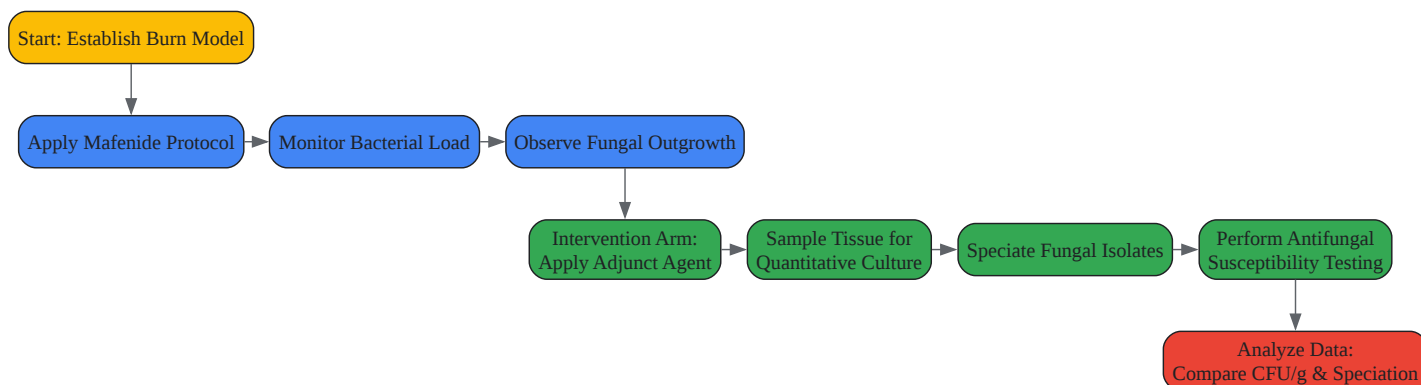 Start: Establish Burn Model
Apply Mafenide Protocol
Monitor Bacterial Load
Observe Fungal Outgrowth
Intervention Arm:
Apply Adjunct Agent
Sample Tissue for
Quantitative Culture
Speciate Fungal Isolates
Perform Antifungal
Susceptibility Testing
Analyze Data:
Compare CFU/g & Speciation